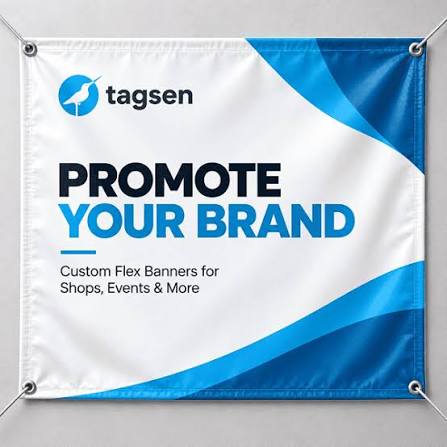 tagsen
PROMOTE
YOUR BRAND
Custom Flex Banners for
Shops, Events & More